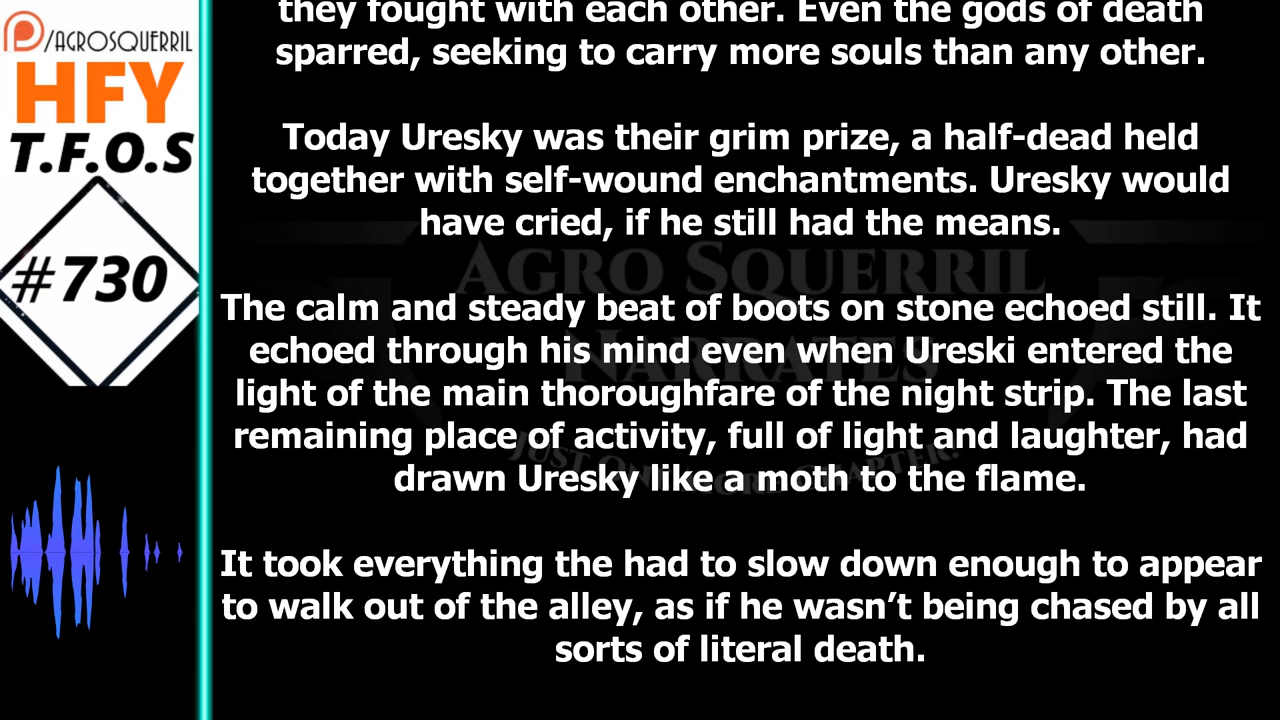 /AGROSQUERRIL
HFY
T.F.O.S
#730
they fought with each other. Even the gods of death
sparred, seeking to carry more souls than any other.
Today Uresky was their grim prize, a half-dead held
together with self-wound enchantments. Uresky would
have cried, if he still had the means.
The calm and steady beat of boots on stone echoed still. It
echoed through his mind even when Ureski entered the
light of the main thoroughfare of the night strip. The last
remaining place of activity, full of light and laughter, had
drawn Uresky like a moth to the flame.
It took everything the had to slow down enough to appear
to walk out of the alley, as if he wasn’t being chased by all
sorts of literal death.
AGRO SQUERRIL
NARRATES
JUST ONE MORE CHAPTER!